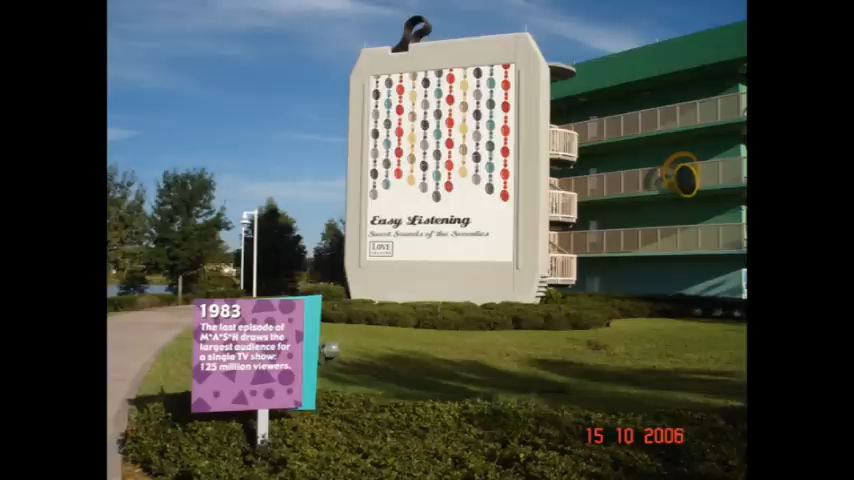 Easy Listening
Sweet Sounds of the Seventies
LOVE
1983
The last episode of
M*A*S*H draws the
largest audience for
a single TV show:
125 million viewers.
15 10 2006